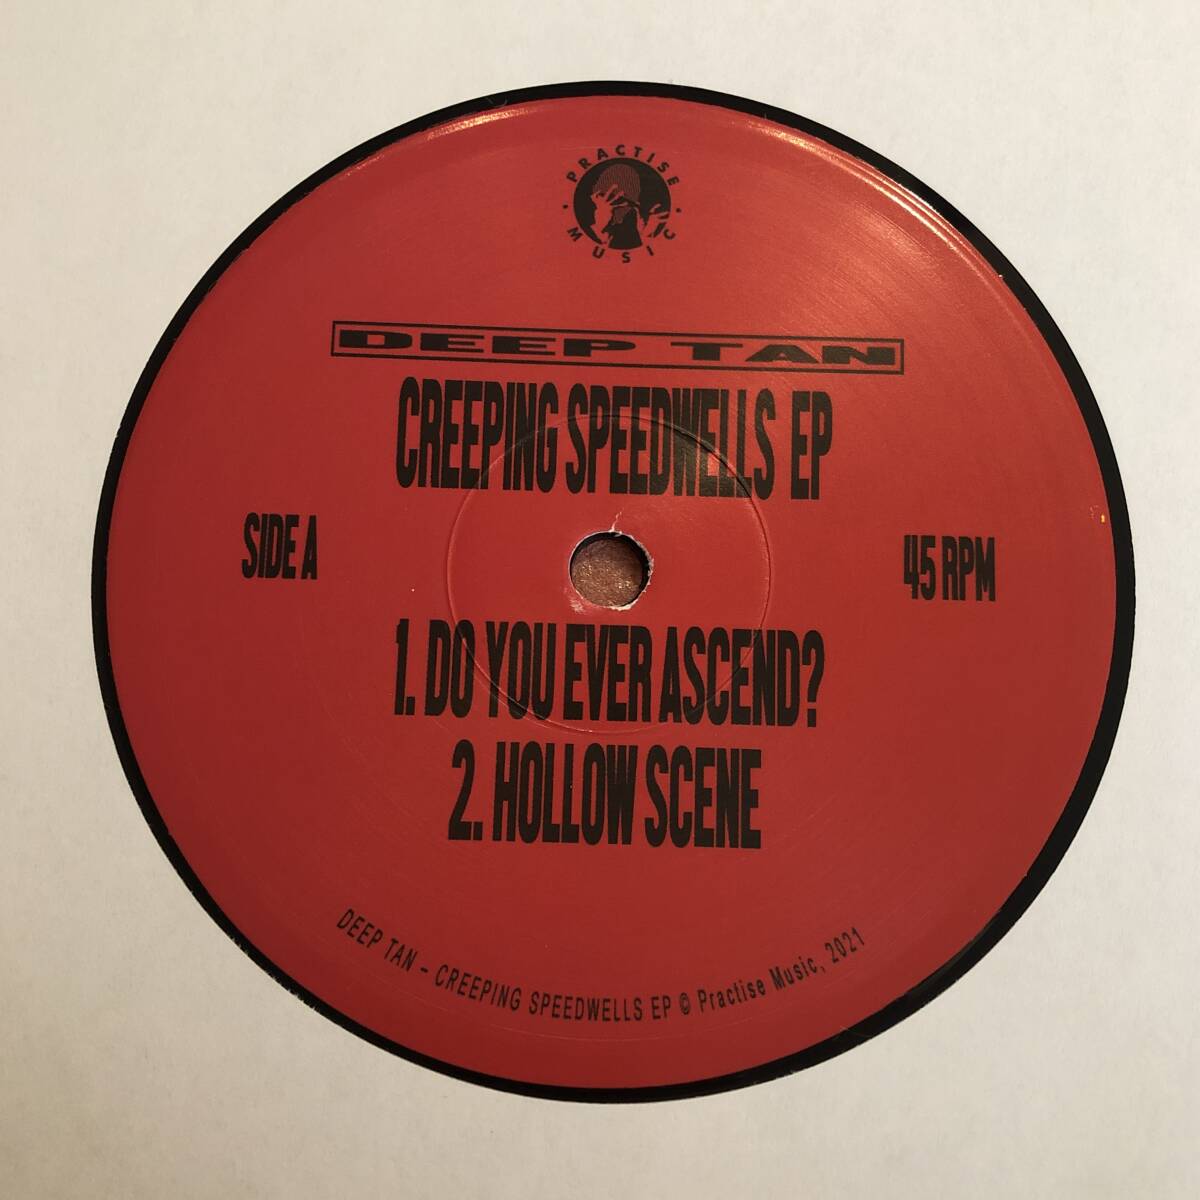 PRACTISE
MUSIC
DEEP TAN
CREEPING SPEEDWELLS EP
SIDE A
45 RPM
1. DO YOU EVER ASCEND?
2. HOLLOW SCENE
DEEP TAN - CREEPING SPEEDWELLS EP © Practise Music, 2021